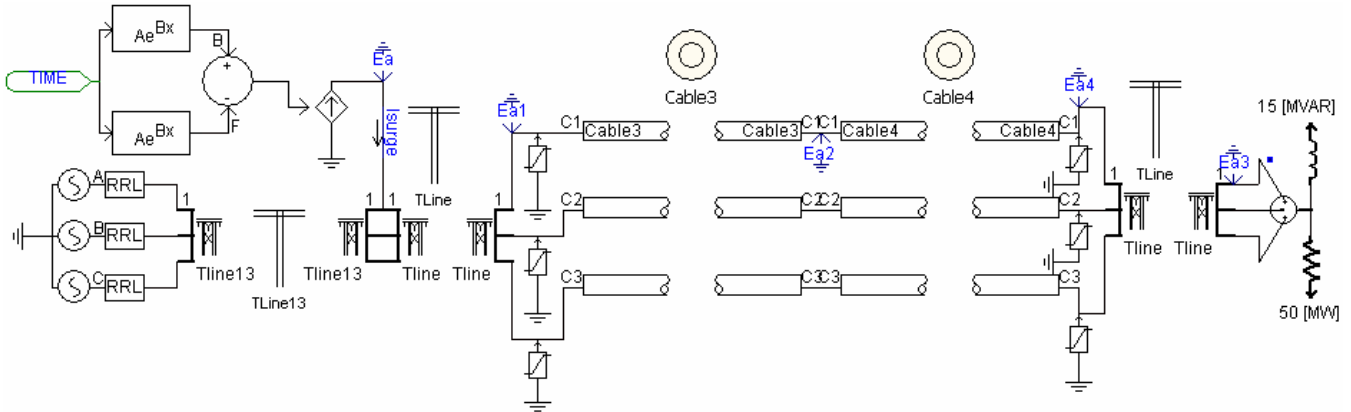 TIME
Ae^Bx
B
+
-
Ae^Bx
F
Ea
Isurge
TLine
Ea1
C1
Cable3
Cable3
Cable3
C1C1
Ea2
Cable4
Cable4
Cable4
C1
Ea4
TLine
15 [MVAR]
Ea3
A
RRL
B
RRL
C
RRL
1
Tline13
TLine13
1
1
Tline13
Tline
1
Tline
C2
C2C2
C2
C3
C3C3
C3
1
Tline
1
Tline
50 [MW]